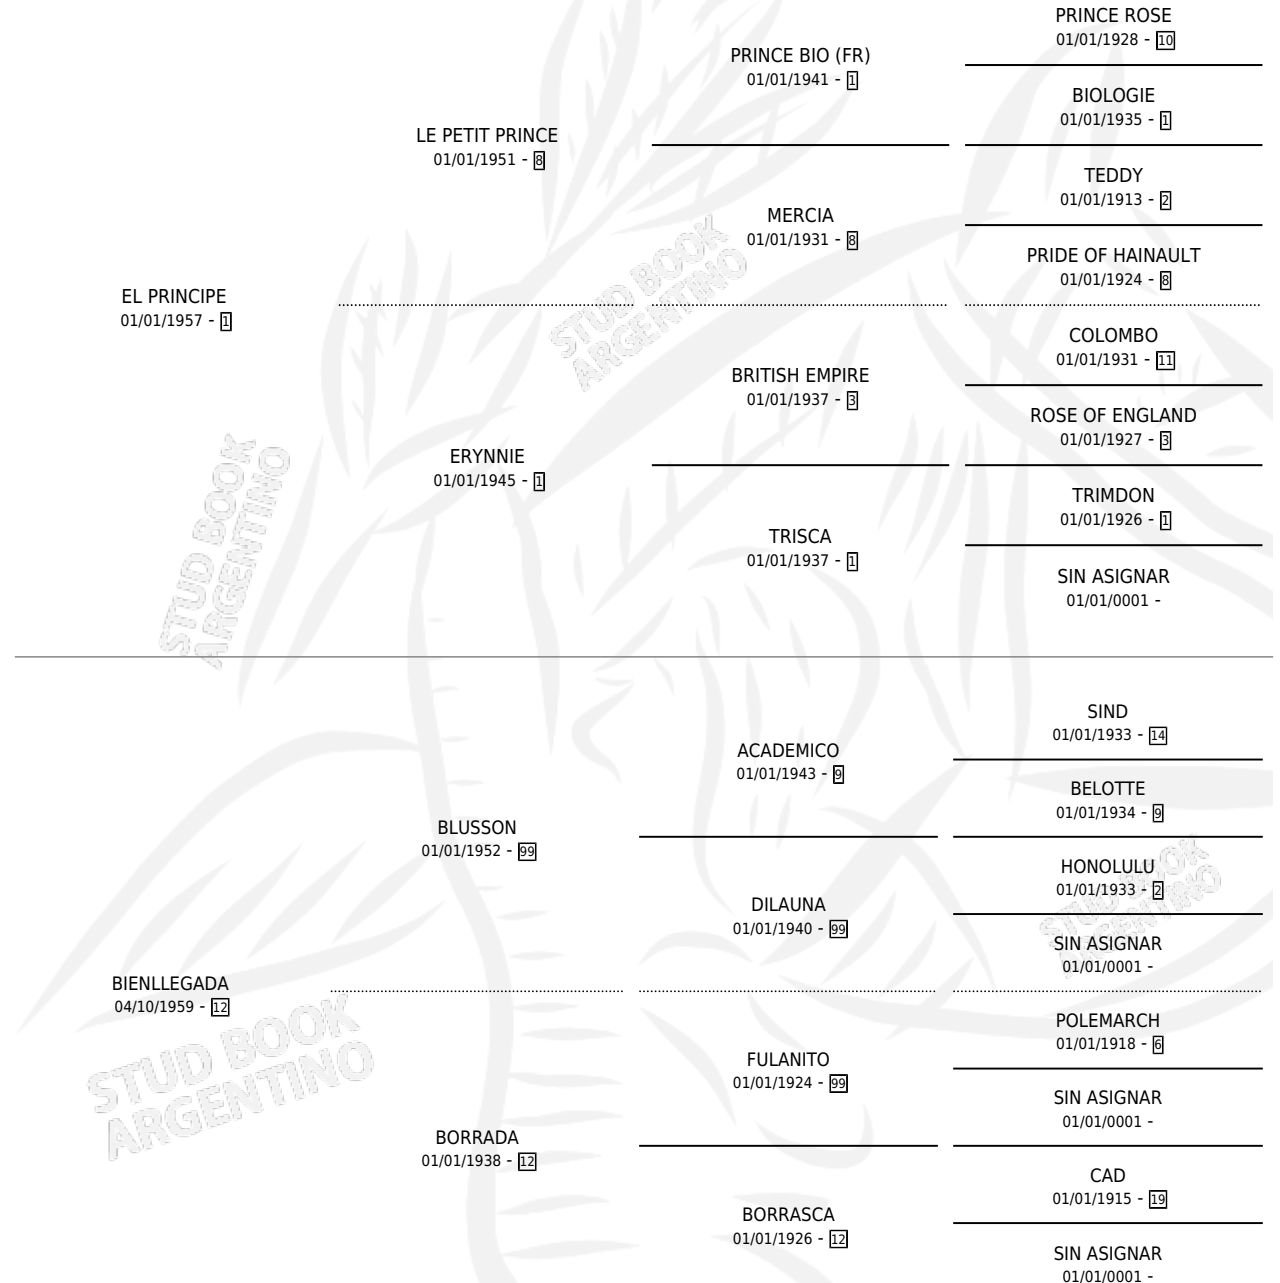 PRINCE ROSE
01/01/1928 - 10
PRINCE BIO (FR)
01/01/1941 - 1
BIOLOGIE
01/01/1935 - 1
LE PETIT PRINCE
01/01/1951 - 8
TEDDY
01/01/1913 - 2
MERCIA
01/01/1931 - 8
PRIDE OF HAINAULT
01/01/1924 - 8
EL PRINCIPE
01/01/1957 - 1
COLOMBO
01/01/1931 - 11
BRITISH EMPIRE
01/01/1937 - 3
ROSE OF ENGLAND
01/01/1927 - 3
ERYNNIE
01/01/1945 - 1
TRIMDON
01/01/1926 - 1
TRISCA
01/01/1937 - 1
SIN ASIGNAR
01/01/0001 -
SIND
01/01/1933 - 14
ACADEMICO
01/01/1943 - 9
BELOTTE
01/01/1934 - 9
BLUSSON
01/01/1952 - 99
HONOLULU
01/01/1933 - 2
DILAUNA
01/01/1940 - 99
SIN ASIGNAR
01/01/0001 -
BIENLLEGADA
04/10/1959 - 12
POLEMARCH
01/01/1918 - 6
FULANITO
01/01/1924 - 99
SIN ASIGNAR
01/01/0001 -
BORRADA
01/01/1938 - 12
CAD
01/01/1915 - 19
BORRASCA
01/01/1926 - 12
SIN ASIGNAR
01/01/0001 -
STUD BOOK
ARGENTINO
STUD BOOK
ARGENTINO
STUD BOOK
ARGENTINO
STUD BOOK
ARGENTINO